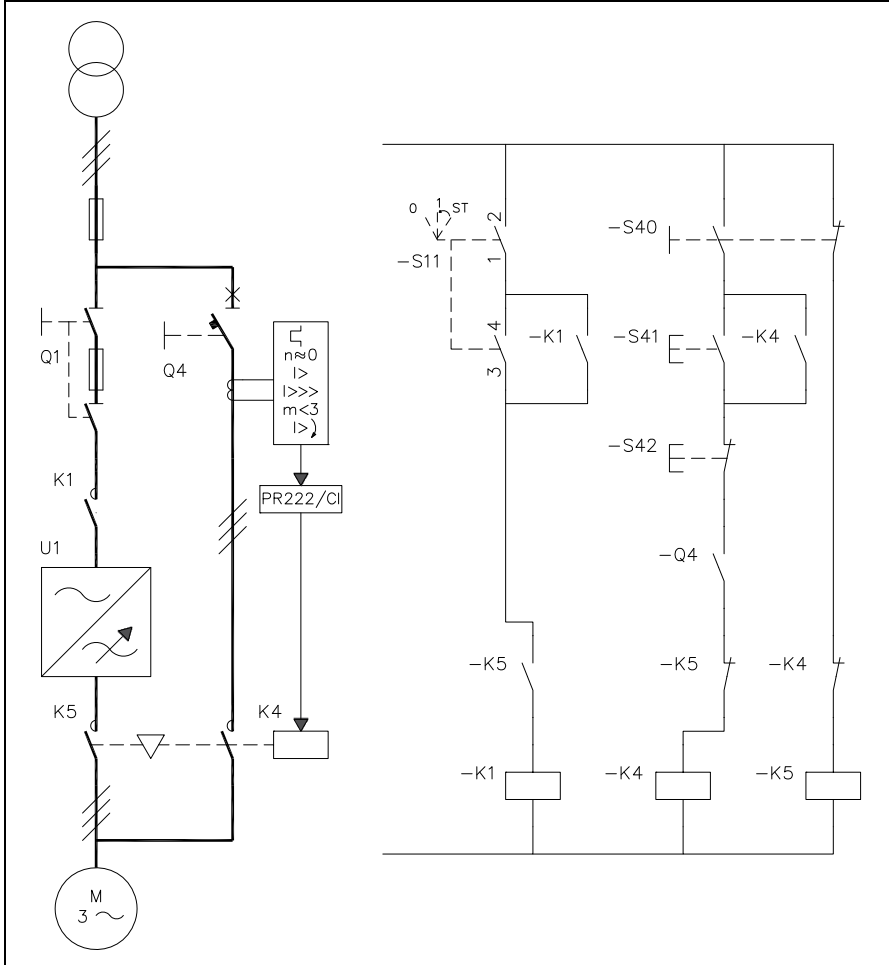 0 1 ST
2
1
-S11
4
3
-K1
-K5
-K1
-S40
-S41
-K4
-S42
-Q4
-K5
-K4
-K4
-K5
Q1
Q4
n≈0
I>
I>>>
m<3
I>
PR222/CI
K1
U1
K5
K4
M
3